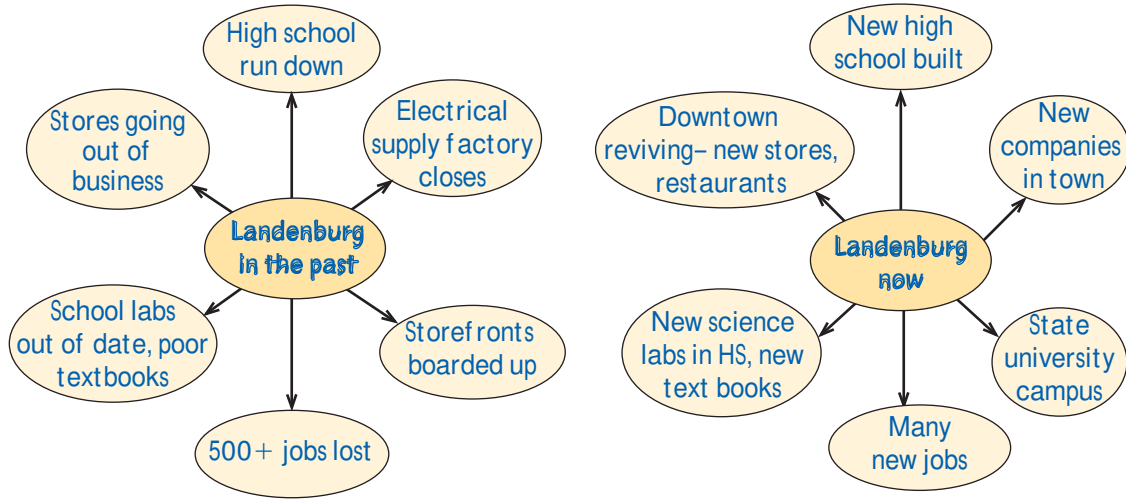 High school
run down
Stores going
out of
business
Electrical
supply factory
closes
Landenburg
in the past
School labs
out of date, poor
textbooks
Storefronts
boarded up
500+ jobs lost
New high
school built
Downtown
reviving– new stores,
restaurants
New
companies
in town
Landenburg
now
New science
labs in HS, new
text books
State
university
campus
Many
new jobs